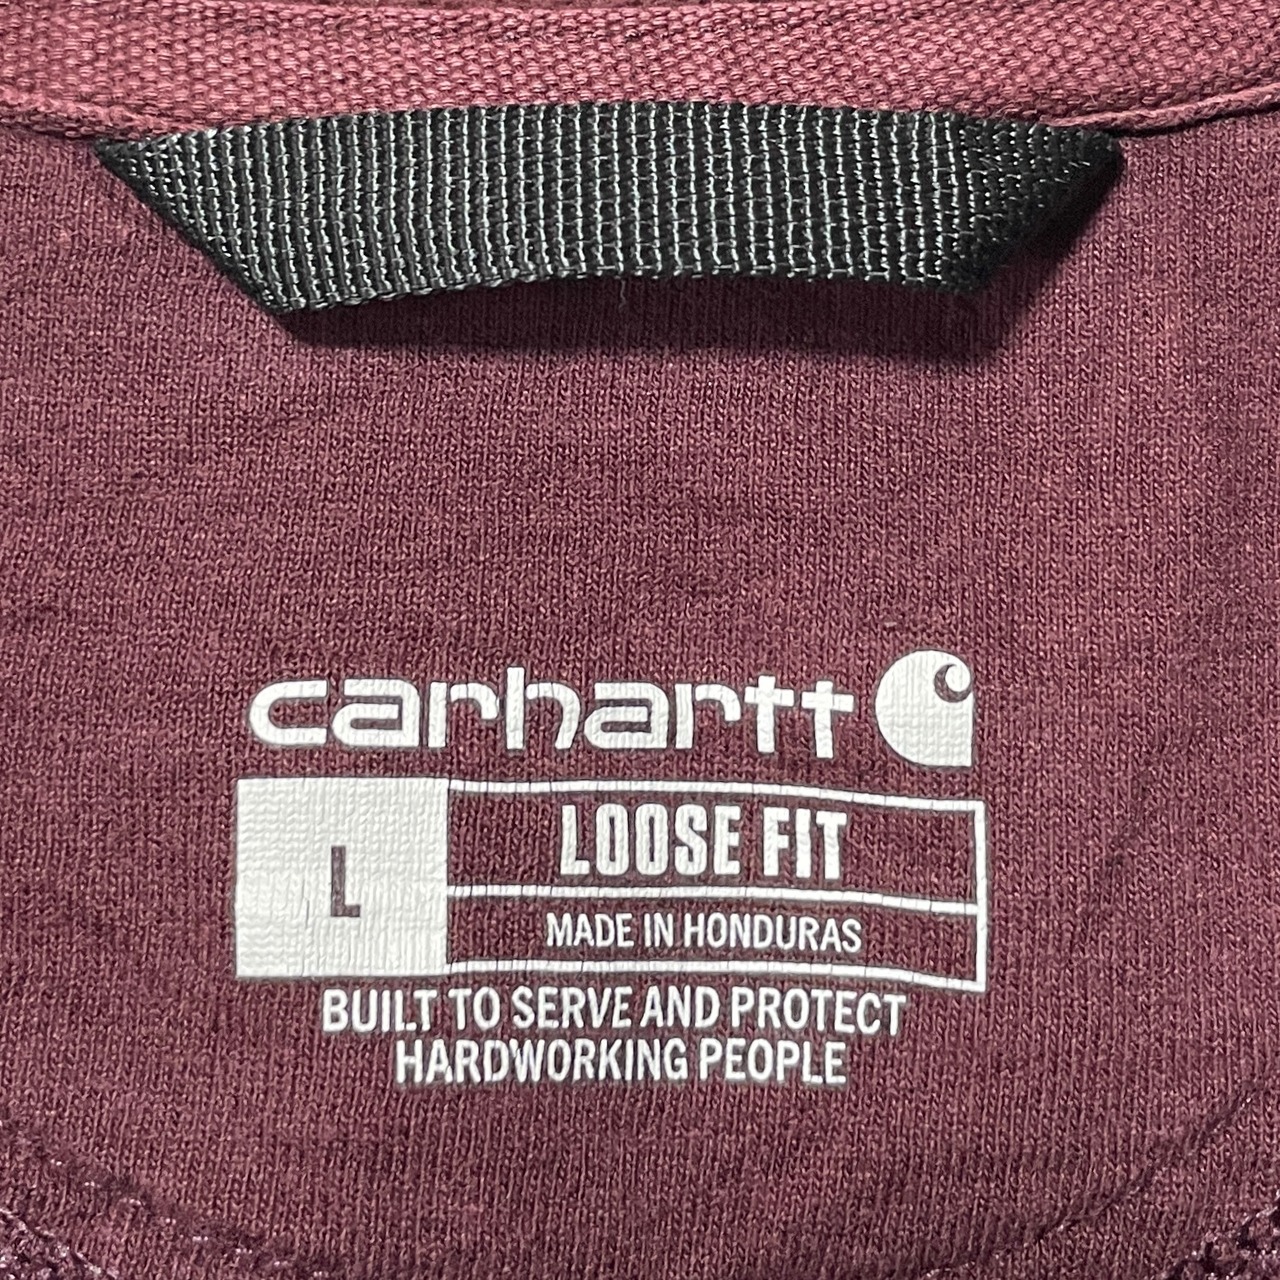 carhartt
L
LOOSE FIT
MADE IN HONDURAS
BUILT TO SERVE AND PROTECT
HARDWORKING PEOPLE